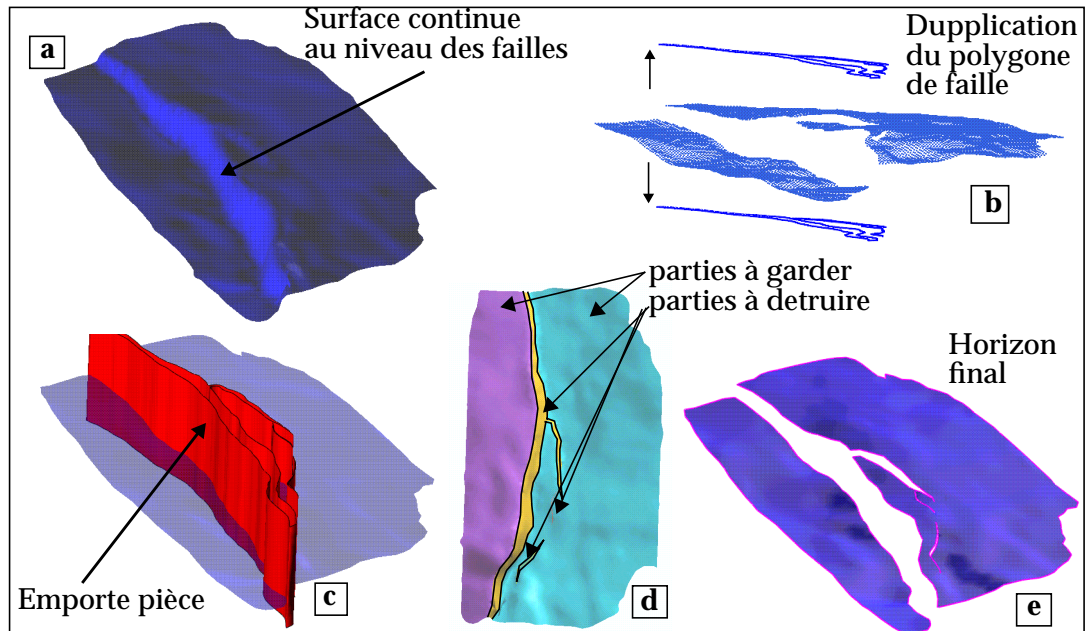 a
Surface continue
au niveau des failles
Dupplication
du polygone
de faille
b
Emporte pièce
c
parties à garder
parties à detruire
d
Horizon
final
e